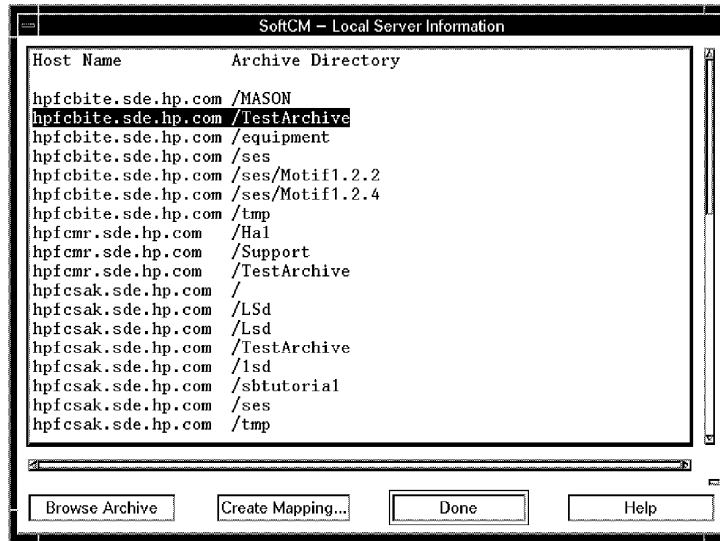 SoftCM – Local Server Information
Host Name Archive Directory
hpfcbite.sde.hp.com /MASON
hpfcbite.sde.hp.com /TestArchive
hpfcbite.sde.hp.com /equipment
hpfcbite.sde.hp.com /ses
hpfcbite.sde.hp.com /ses/Motif1.2.2
hpfcbite.sde.hp.com /ses/Motif1.2.4
hpfcbite.sde.hp.com /tmp
hpfcmr.sde.hp.com /Hal
hpfcmr.sde.hp.com /Support
hpfcmr.sde.hp.com /TestArchive
hpfcsak.sde.hp.com /
hpfcsak.sde.hp.com /LSd
hpfcsak.sde.hp.com /Lsd
hpfcsak.sde.hp.com /TestArchive
hpfcsak.sde.hp.com /lsd
hpfcsak.sde.hp.com /sbtutorial
hpfcsak.sde.hp.com /ses
hpfcsak.sde.hp.com /tmp
Browse Archive Create Mapping... Done Help